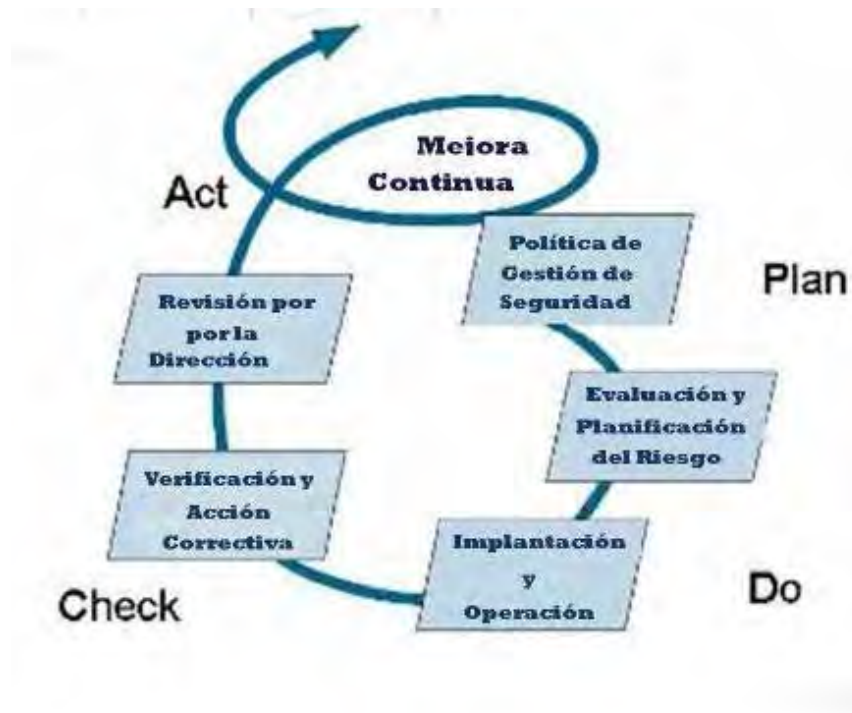 Mejora
Continua
Act
Política de
Gestión de
Seguridad
Plan
Revisión por
por la
Dirección
Evaluación y
Planificación
del Riesgo
Verificación y
Acción
Correctiva
Implantación
y
Operación
Do
Check